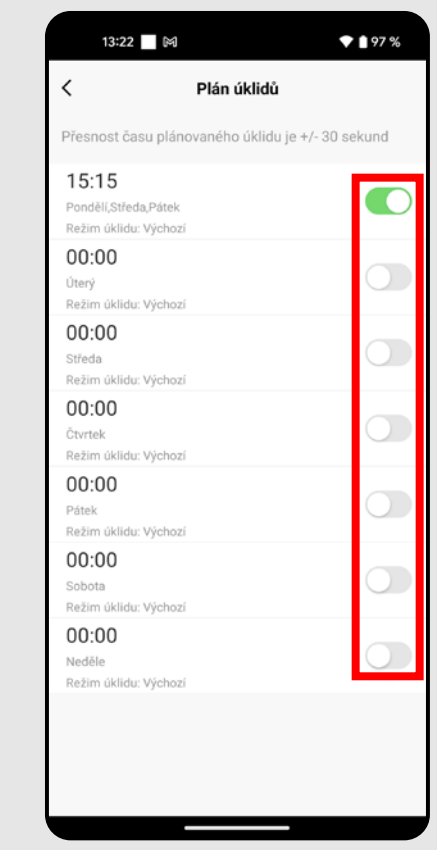 13:22 97 %
Plán úklidů
Přesnost času plánovaného úklidu je +/- 30 sekund
15:15
Pondělí,Středa,Pátek
Režim úklidu: Výchozí
00:00
Úterý
Režim úklidu: Výchozí
00:00
Středa
Režim úklidu: Výchozí
00:00
Čtvrtek
Režim úklidu: Výchozí
00:00
Pátek
Režim úklidu: Výchozí
00:00
Sobota
Režim úklidu: Výchozí
00:00
Neděle
Režim úklidu: Výchozí